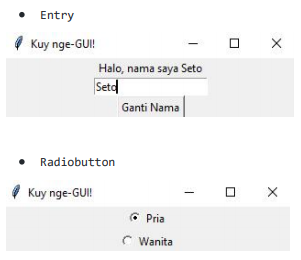 Entry
Kuy nge-GUI!
Halo, nama saya Seto
Seto
Ganti Nama
Radiobutton
Kuy nge-GUI!
Pria
Wanita